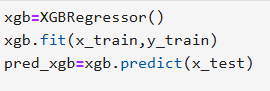 xgb=XGBRegressor()
xgb.fit(x_train,y_train)
pred_xgb=xgb.predict(x_test)